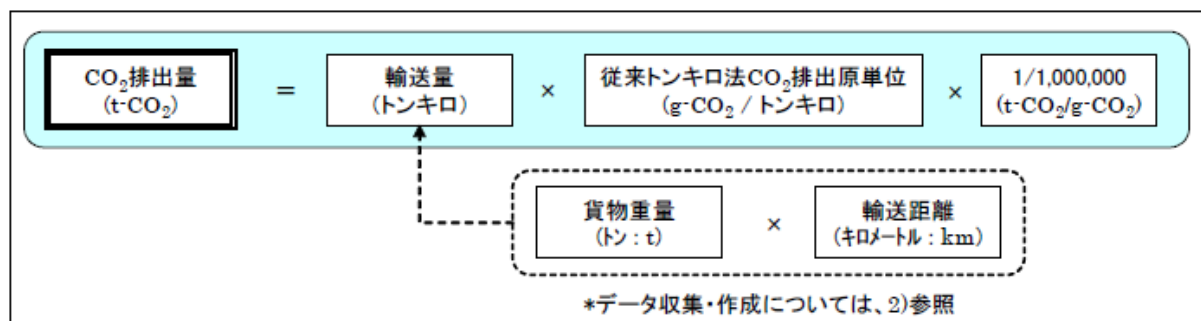 CO₂排出量
(t-CO₂)
=
輸送量
(トンキロ)
×
従来トンキロ法CO₂排出原単位
(g-CO₂ / トンキロ)
×
1/1,000,000
(t-CO₂/g-CO₂)
貨物重量
(トン : t)
×
輸送距離
(キロメートル : km)
*データ収集・作成については、2)参照